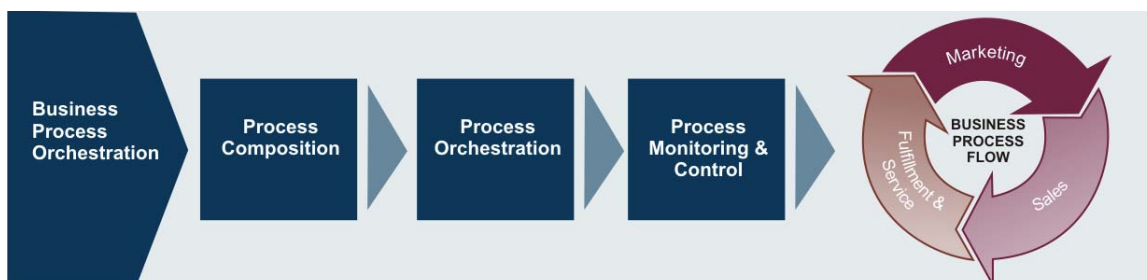 Business
Process
Orchestration
Process
Composition
Process
Orchestration
Process
Monitoring &
Control
Marketing
BUSINESS
PROCESS
FLOW
Sales
Fulfillment &
Service